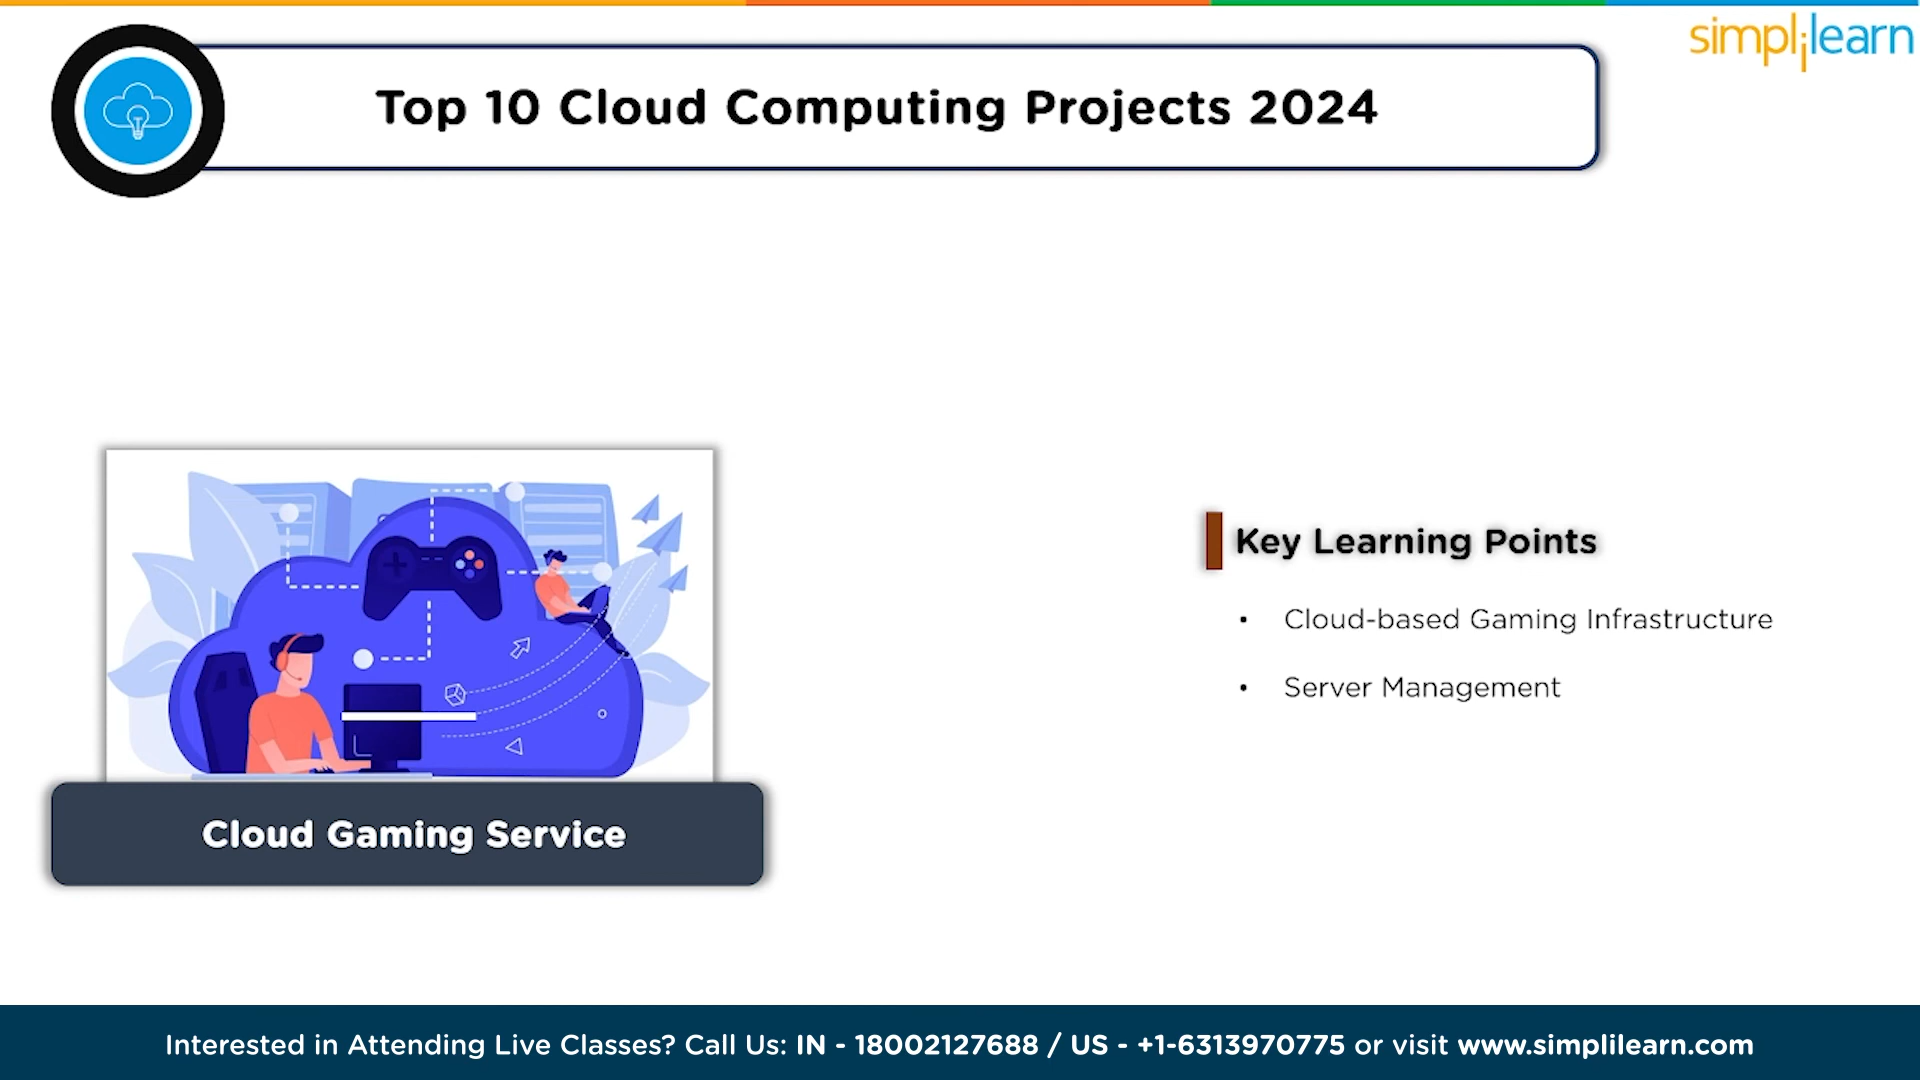 simplilearn
Top 10 Cloud Computing Projects 2024
Key Learning Points
• Cloud-based Gaming Infrastructure
• Server Management
Cloud Gaming Service
Interested in Attending Live Classes? Call Us: IN - 18002127688 / US - +1-6313970775 or visit www.simplilearn.com